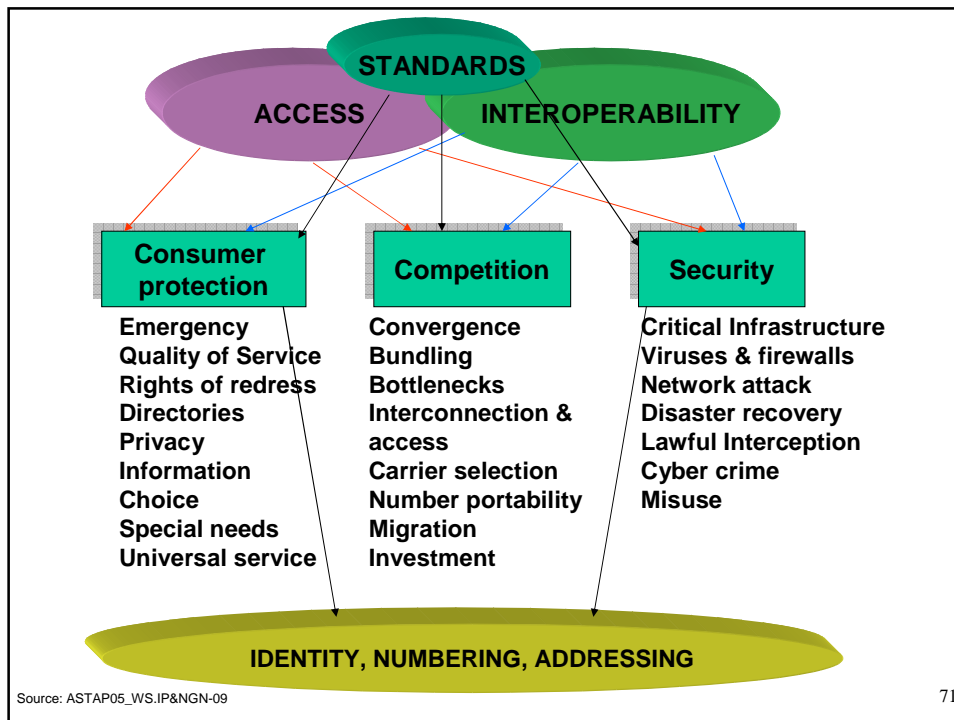 STANDARDS
ACCESS
INTEROPERABILITY
Consumer
protection
Emergency
Quality of Service
Rights of redress
Directories
Privacy
Information
Choice
Special needs
Universal service
Competition
Convergence
Bundling
Bottlenecks
Interconnection &
access
Carrier selection
Number portability
Migration
Investment
Security
Critical Infrastructure
Viruses & firewalls
Network attack
Disaster recovery
Lawful Interception
Cyber crime
Misuse
IDENTITY, NUMBERING, ADDRESSING
Source: ASTAP05_WS.IP&NGN-09
71